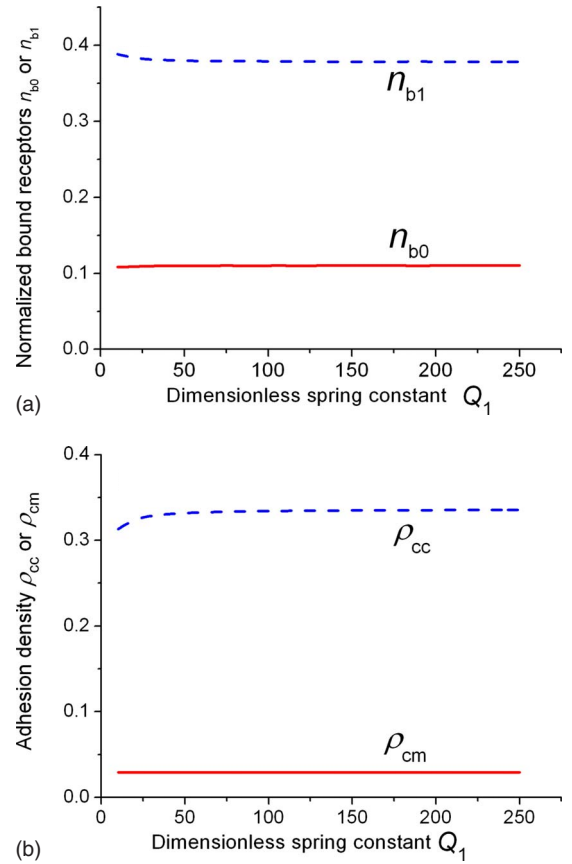 Normalized bound receptors n_b0 or n_b1
0.4
0.3
0.2
0.1
0.0
n_b1
n_b0
0 50 100 150 200 250
Dimensionless spring constant Q_1
(a)
Adhesion density ρ_cc or ρ_cm
0.4
0.3
0.2
0.1
0.0
ρ_cc
ρ_cm
0 50 100 150 200 250
Dimensionless spring constant Q_1
(b)